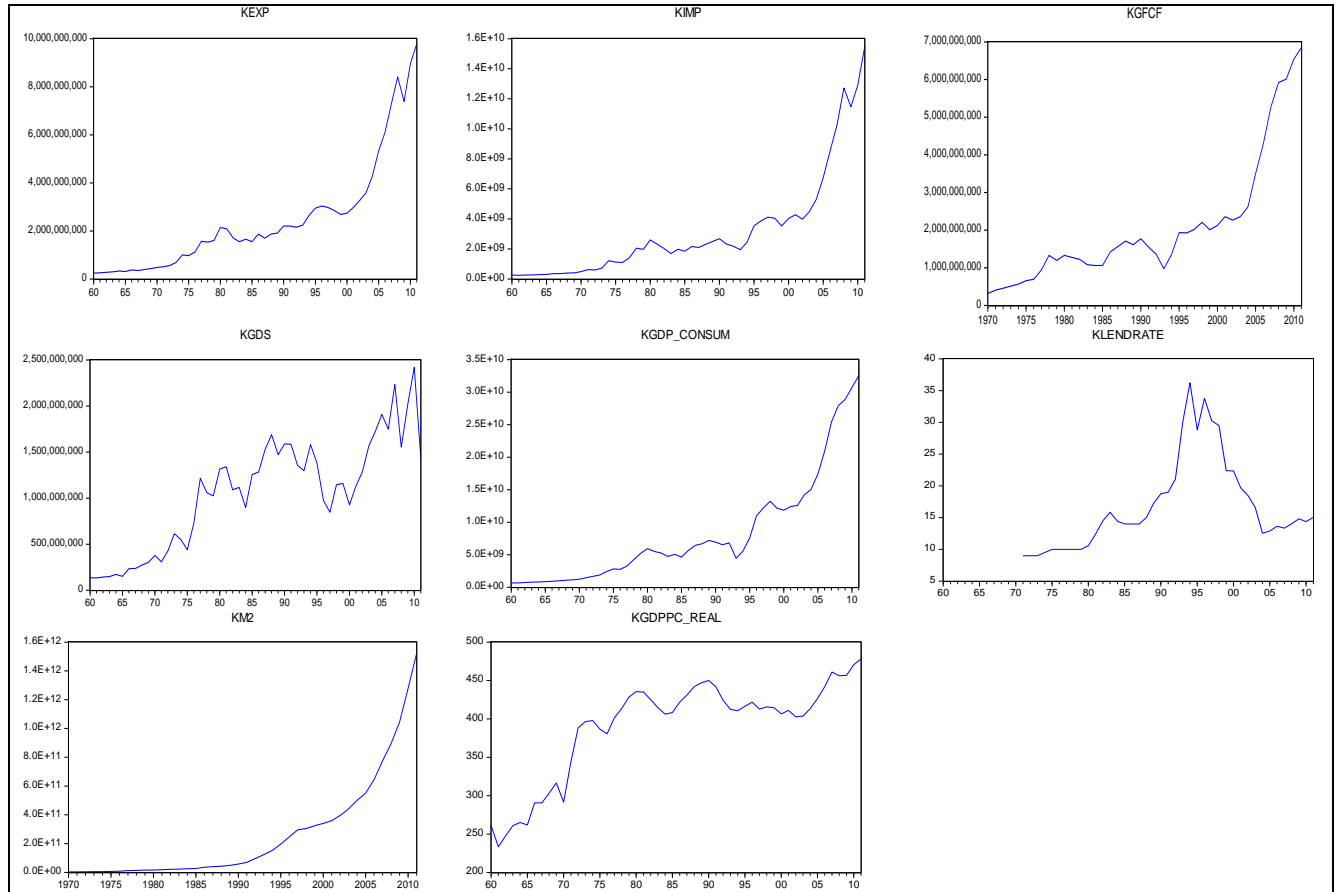 KEXP
10,000,000,000
8,000,000,000
6,000,000,000
4,000,000,000
2,000,000,000
0
60 65 70 75 80 85 90 95 00 05 10
KIMP
1.6E+10
1.4E+10
1.2E+10
1.0E+10
8.0E+09
6.0E+09
4.0E+09
2.0E+09
0.0E+00
60 65 70 75 80 85 90 95 00 05 10
KGFCF
7,000,000,000
6,000,000,000
5,000,000,000
4,000,000,000
3,000,000,000
2,000,000,000
1,000,000,000
0
1970 1975 1980 1985 1990 1995 2000 2005 2010
KGDS
2,500,000,000
2,000,000,000
1,500,000,000
1,000,000,000
500,000,000
0
60 65 70 75 80 85 90 95 00 05 10
KGDP_CONSUM
3.5E+10
3.0E+10
2.5E+10
2.0E+10
1.5E+10
1.0E+10
5.0E+09
0.0E+00
60 65 70 75 80 85 90 95 00 05 10
KLENDRATE
40
35
30
25
20
15
10
5
60 65 70 75 80 85 90 95 00 05 10
KM2
1.6E+12
1.4E+12
1.2E+12
1.0E+12
8.0E+11
6.0E+11
4.0E+11
2.0E+11
0.0E+00
1970 1975 1980 1985 1990 1995 2000 2005 2010
KGDPPC_REAL
500
450
400
350
300
250
200
60 65 70 75 80 85 90 95 00 05 10